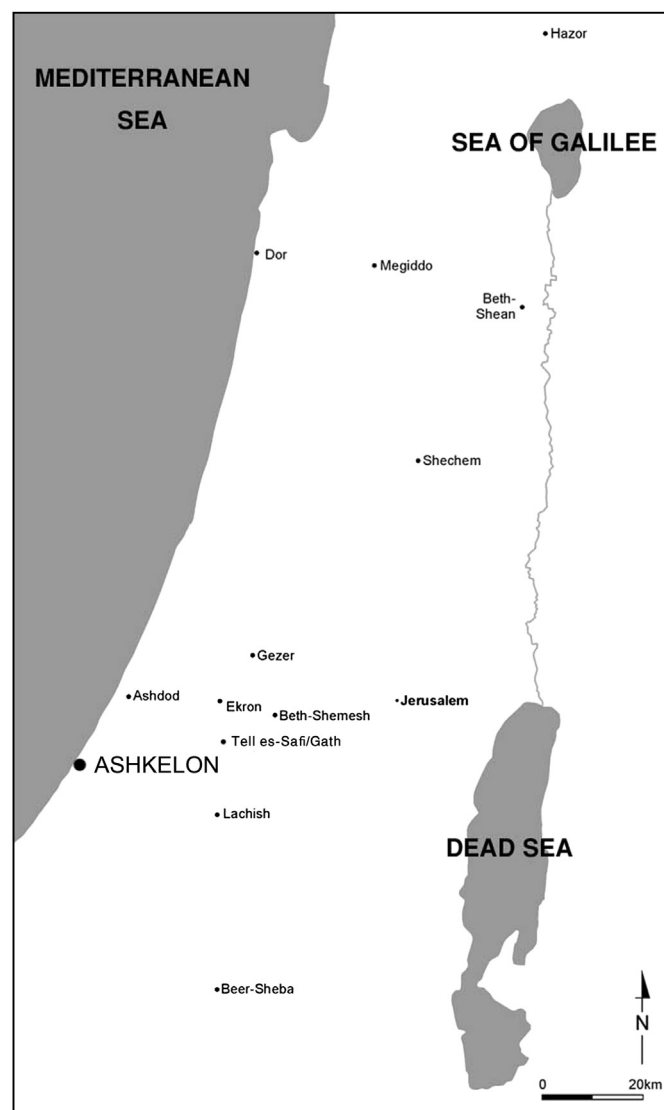 Hazor
MEDITERRANEAN
SEA
SEA OF GALILEE
Dor
Megiddo
Beth-
Shean
Shechem
Gezer
Ashdod
Ekron
Jerusalem
Beth-Shemesh
Tell es-Safi/Gath
ASHKELON
Lachish
DEAD SEA
Beer-Sheba
N
0 20km